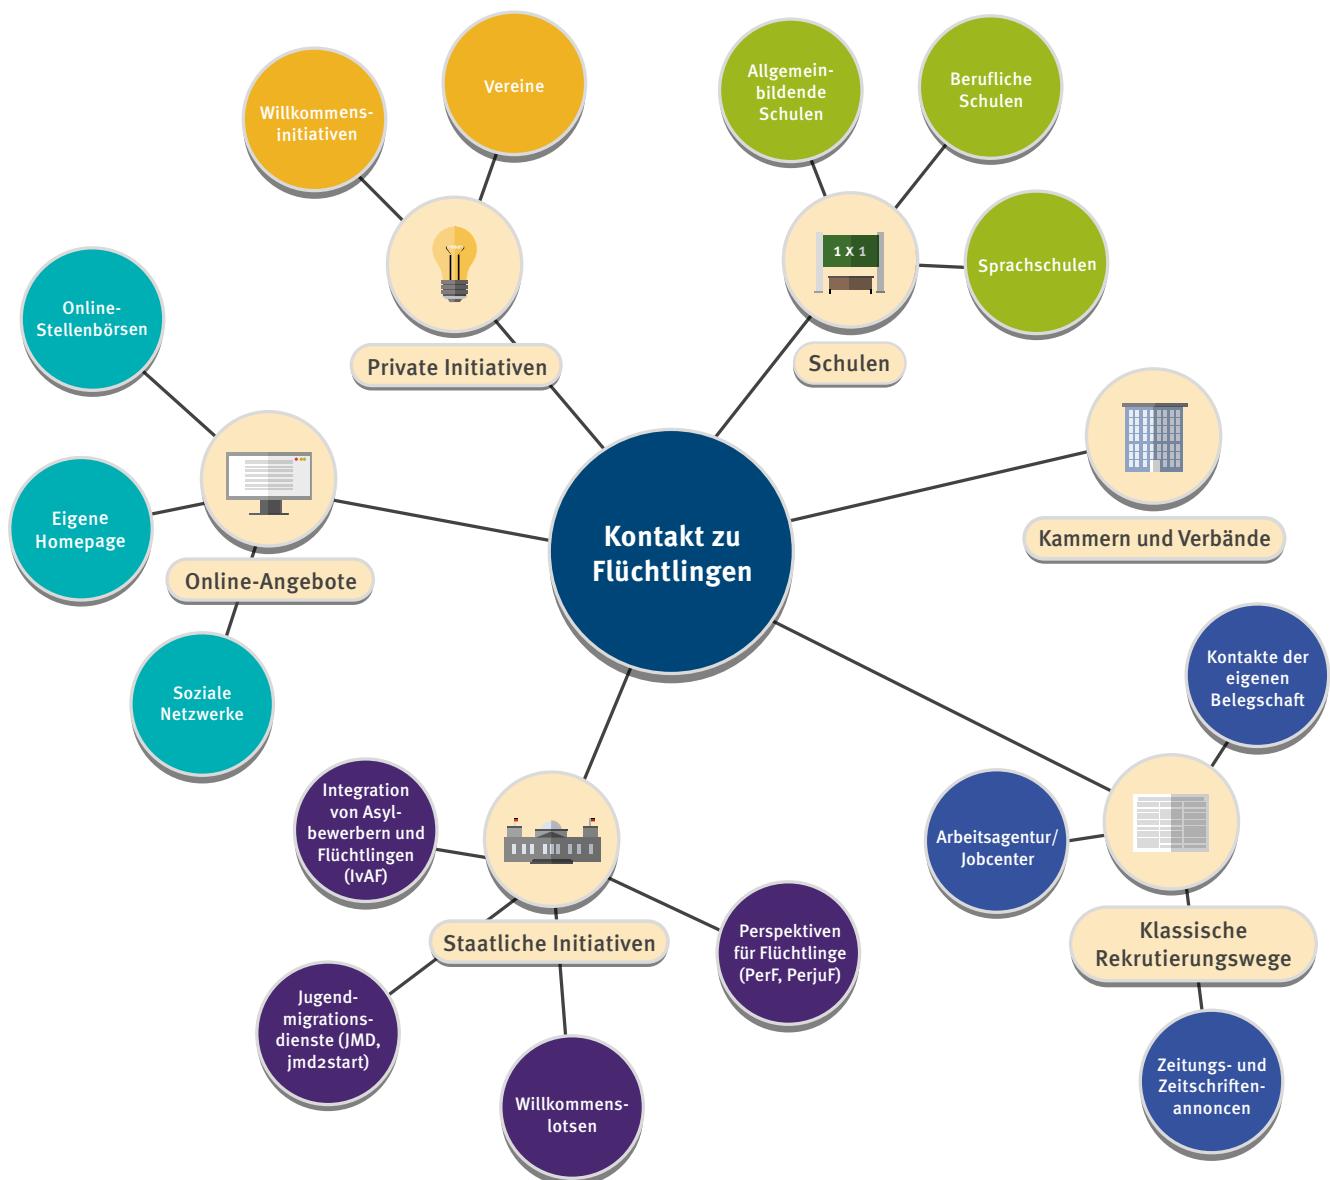 Willkommens-
initiativen
Vereine
Allgemein-
bildende
Schulen
Berufliche
Schulen
1 X 1
Sprachschulen
Online-
Stellenbörsen
Private Initiativen
Schulen
Eigene
Homepage
Online-Angebote
Kontakt zu
Flüchtlingen
Kammern und Verbände
Soziale
Netzwerke
Kontakte der
eigenen
Belegschaft
Integration
von Asyl-
bewerbern und
Flüchtlingen
(IvAF)
Arbeitsagentur/
Jobcenter
Staatliche Initiativen
Perspektiven
für Flüchtlinge
(PerF, PerjuF)
Klassische
Rekrutierungswege
Jugend-
migrations-
dienste (JMD,
jmd2start)
Willkommens-
lotsen
Zeitungs- und
Zeitschriften-
annoncen